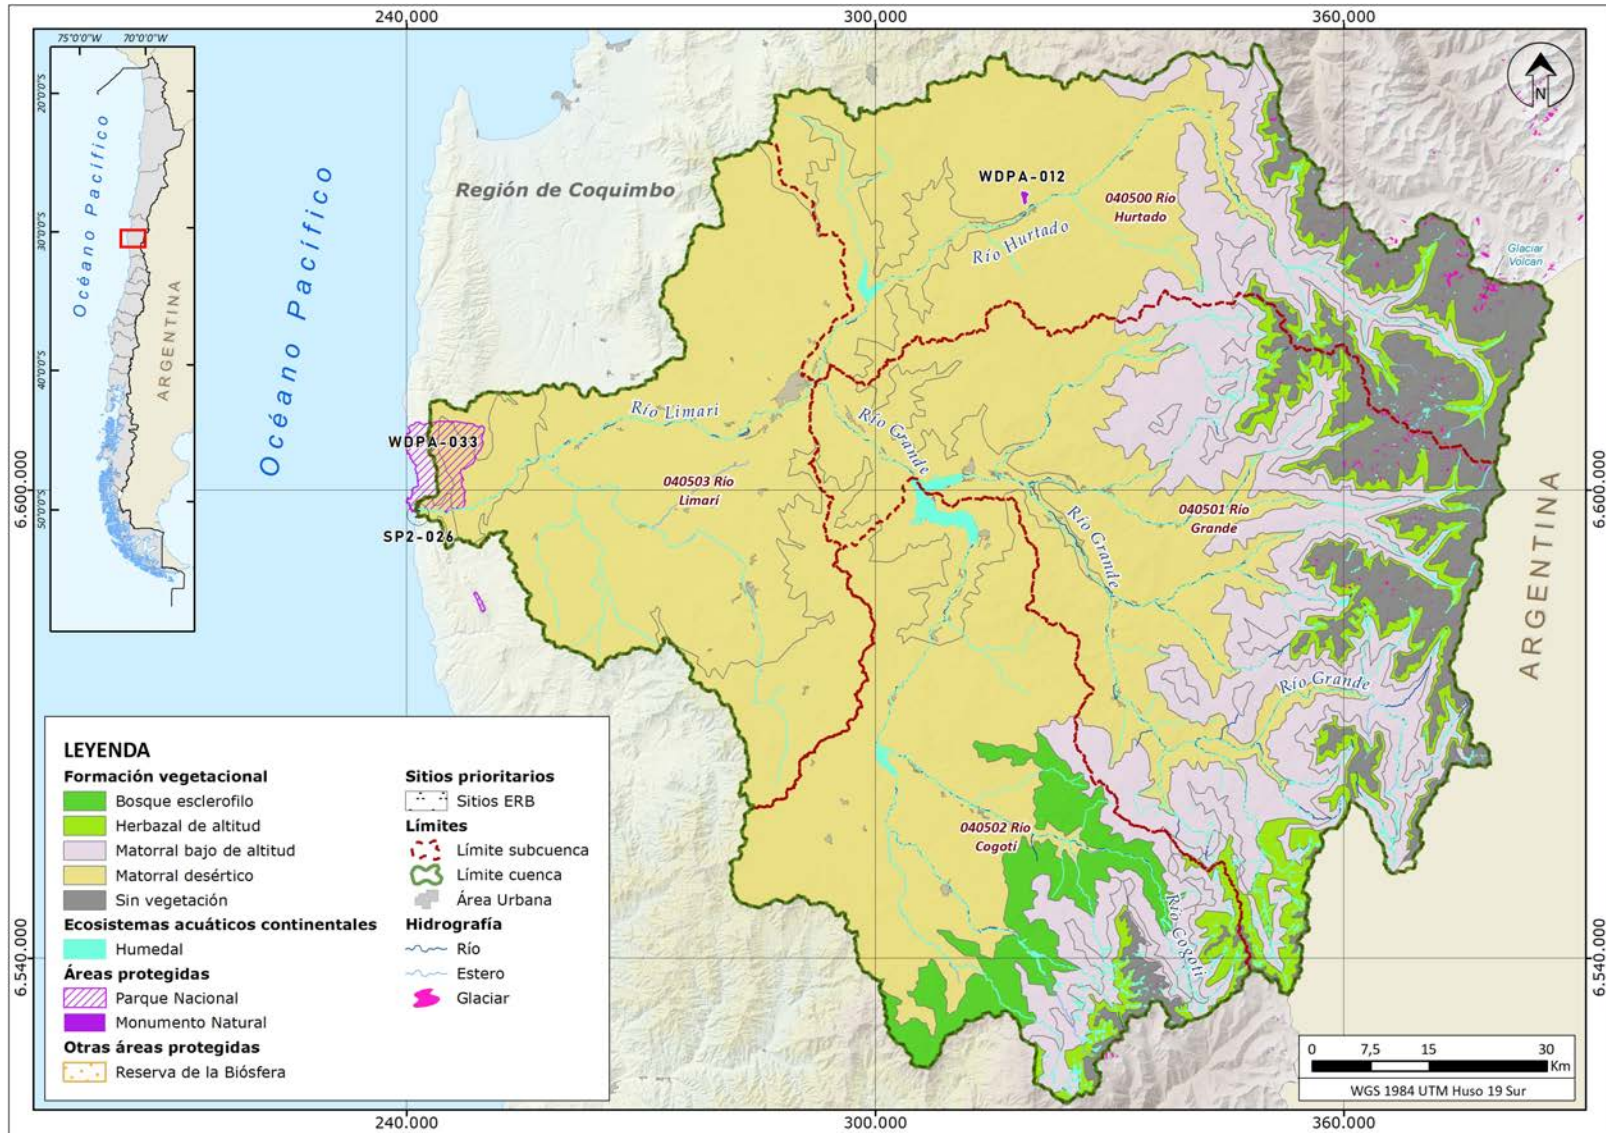 240.000
300.000
360.000
75°0'0"W
70°0'0"W
20°0'0"S
30°0'0"S
40°0'0"S
50°0'0"S
Océano Pacífico
ARGENTINA
Océano Pacífico
Región de Coquimbo
N
WDPA-012
040500 Río
Hurtado
Río Hurtado
Glaciar
Volcan
Río Limari
WDPA-033
Río Grande
040503 Río
Limarí
040501 Río
Grande
SP2-026
Río Grande
ARGENTINA
Río Grande
040502 Río
Cogotí
Río Cogoti
6.600.000
6.600.000
6.540.000
6.540.000
LEYENDA
Formación vegetacional
Bosque esclerofilo
Herbazal de altitud
Matorral bajo de altitud
Matorral desértico
Sin vegetación
Ecosistemas acuáticos continentales
Humedal
Áreas protegidas
Parque Nacional
Monumento Natural
Otras áreas protegidas
Reserva de la Biósfera
Sitios prioritarios
Sitios ERB
Límites
Límite subcuenca
Límite cuenca
Área Urbana
Hidrografía
Río
Estero
Glaciar
0 7,5 15 30
Km
WGS 1984 UTM Huso 19 Sur
240.000
300.000
360.000